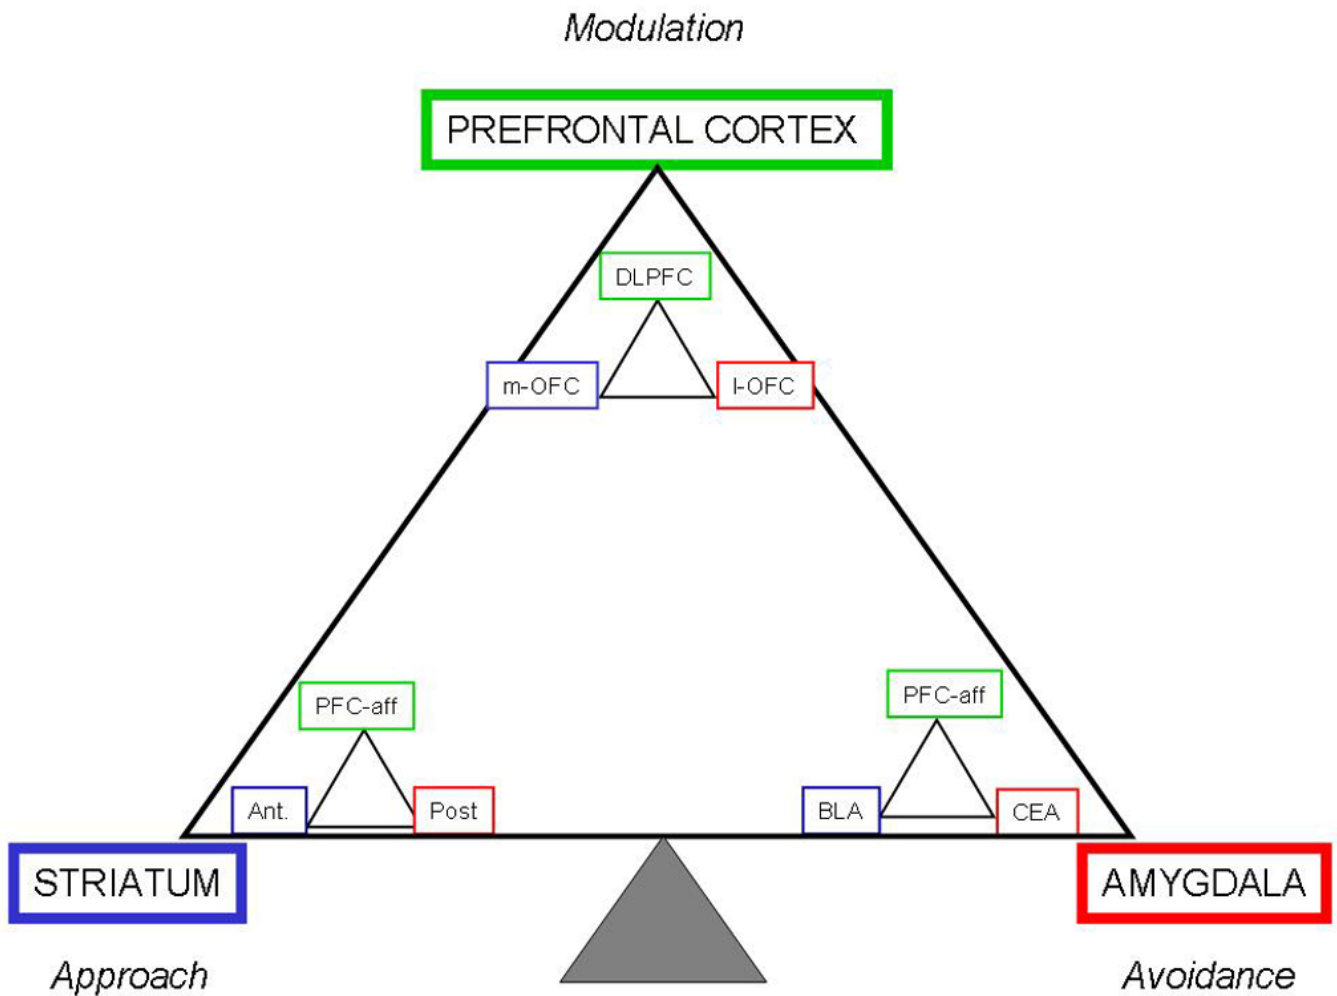 Modulation
PREFRONTAL CORTEX
DLPFC
m-OFC
l-OFC
PFC-aff
PFC-aff
Ant.
Post
BLA
CEA
STRIATUM
AMYGDALA
Approach
Avoidance